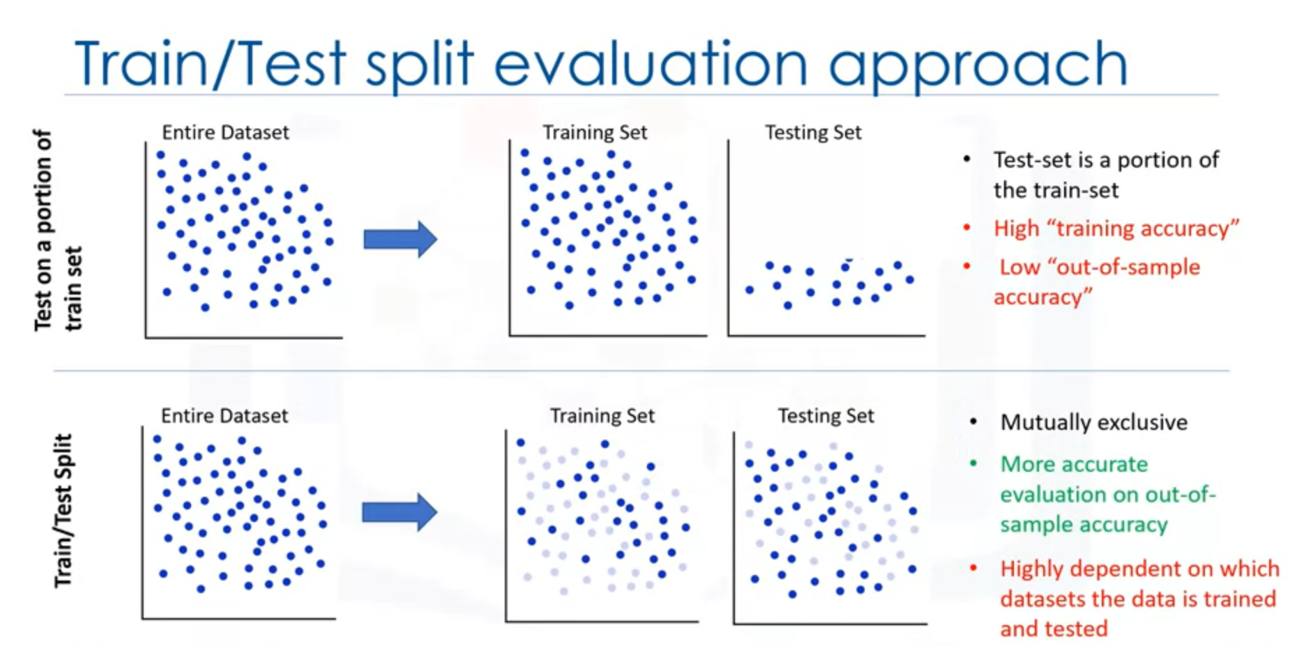 Train/Test split evaluation approach
Test on a portion of
train set
Entire Dataset
Training Set
Testing Set
• Test-set is a portion of
the train-set
• High “training accuracy”
• Low “out-of-sample
accuracy”
Train/Test Split
Entire Dataset
Training Set
Testing Set
• Mutually exclusive
• More accurate
evaluation on out-of-
sample accuracy
• Highly dependent on which
datasets the data is trained
and tested